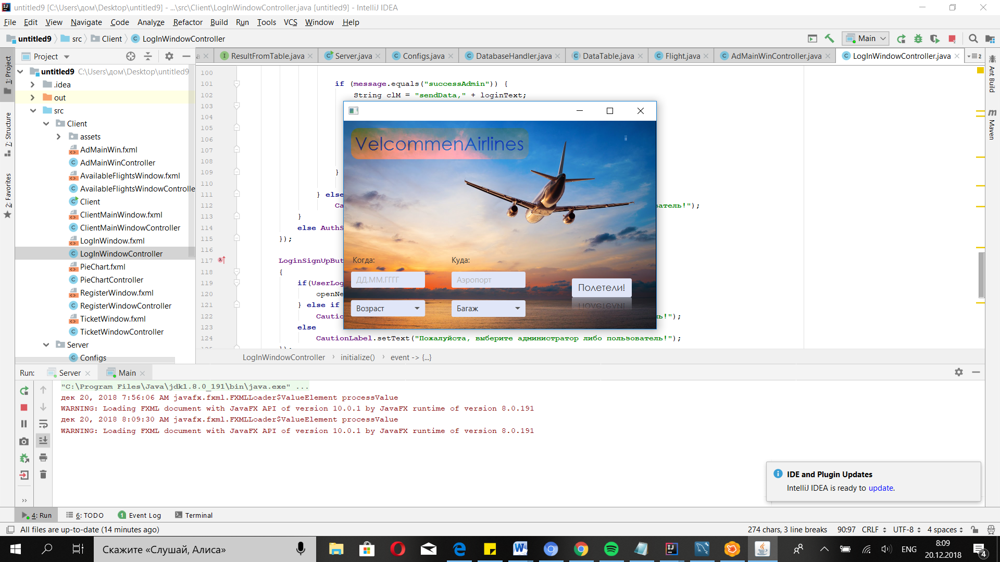 untitled9 [C:\Users\дом\Desktop\untitled9] - ...\src\Client\LogInWindowController.java [untitled9] - IntelliJ IDEA
File Edit View Navigate Code Analyze Refactor Build Run Tools VCS Window Help
untitled9 src Client LogInWindowController
Main
Project
ResultFromTable.java Server.java Configs.java DatabaseHandler.java DataTable.java Flight.java AdMainWinController.java LogInWindowController.java 2
1: Project
7: Structure
2: Favorites
Ant Build
Maven
untitled9 C:\Users\дом\Desktop\untitled9
.idea
out
src
Client
assets
AdMainWin.fxml
AdMainWinController
AvailableFlightsWindow.fxml
AvailableFlightsWindowControlle
Client
ClientMainWindow.fxml
ClientMainWindowController
LogInWindow.fxml
LogInWindowController
PieChart.fxml
PieChartController
RegisterWindow.fxml
RegisterWindowController
TicketWindow.fxml
TicketWindowController
Server
Configs
100
101 if (message.equals("successAdmin")) {
102 String clM = "sendData," + loginText;
103
104
105
106
107
108
109 }
110
111 } else
112 Ca ватель!");
113 }
114 else AuthS
115 });
116
117 LoginSignUpBut
118 {
119 if(UserLog
120 openNe
121 } else if
122 Cautio ь!");
123 else
124 CautionLabel.setText("Пожалуйста, выберите администратор либо пользователь!");
VelcommenAirlines
Когда:
Куда:
ДД.ММ.ГГГГ
Аэропорт
Полетели!
Возраст
Багаж
LogInWindowController initialize() event -> {...}
Run: Server Main
"C:\Program Files\Java\jdk1.8.0_191\bin\java.exe" ...
дек 20, 2018 7:56:06 AM javafx.fxml.FXMLLoader$ValueElement processValue
WARNING: Loading FXML document with JavaFX API of version 10.0.1 by JavaFX runtime of version 8.0.191
дек 20, 2018 8:09:30 AM javafx.fxml.FXMLLoader$ValueElement processValue
WARNING: Loading FXML document with JavaFX API of version 10.0.1 by JavaFX runtime of version 8.0.191
IDE and Plugin Updates
IntelliJ IDEA is ready to update.
4: Run 6: TODO 1 Event Log Terminal
All files are up-to-date (14 minutes ago)
274 chars, 3 line breaks 90:97 CRLF UTF-8 4 spaces
Скажите «Слушай, Алиса»
ENG
8:09
20.12.2018
4